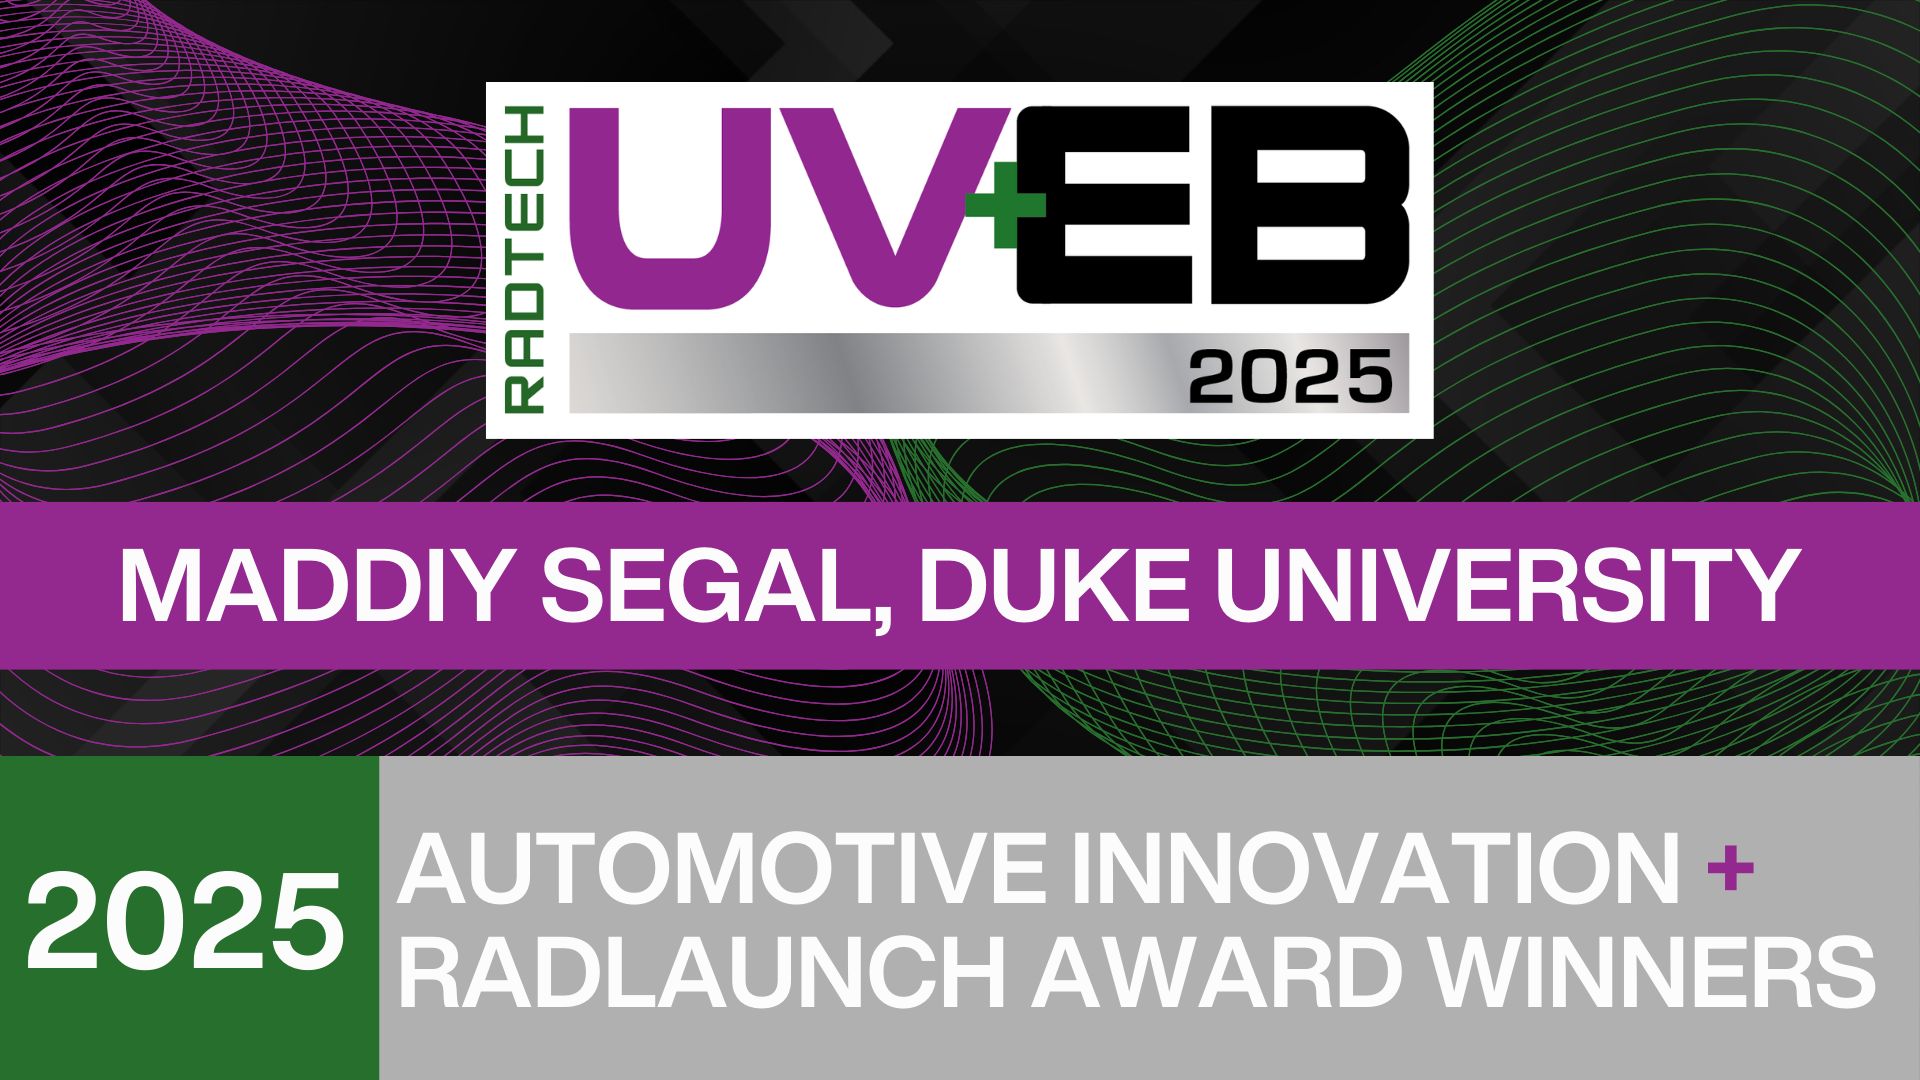 RADTECH
UV+EB
2025
MADDIY SEGAL, DUKE UNIVERSITY
2025
AUTOMOTIVE INNOVATION +
RADLAUNCH AWARD WINNERS